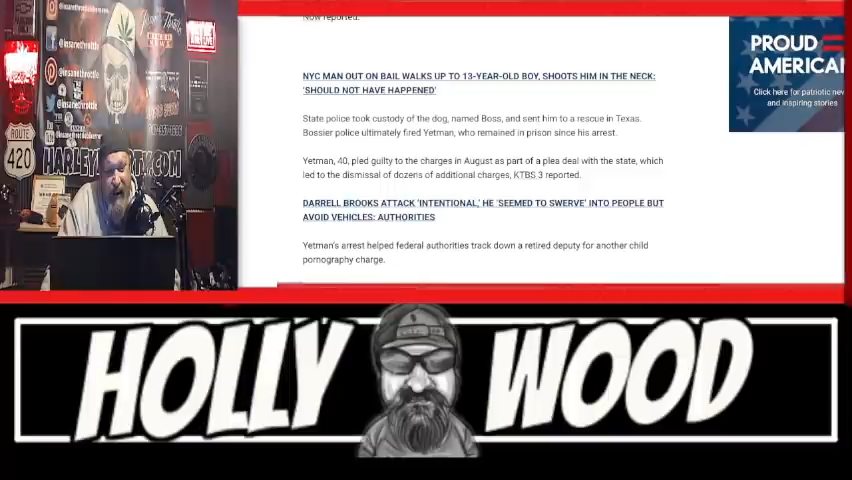 Now reported.
NYC MAN OUT ON BAIL WALKS UP TO 13-YEAR-OLD BOY, SHOOTS HIM IN THE NECK:
'SHOULD NOT HAVE HAPPENED'
State police took custody of the dog, named Boss, and sent him to a rescue in Texas.
Bossier police ultimately fired Yetman, who remained in prison since his arrest.
Yetman, 40, pled guilty to the charges in August as part of a plea deal with the state, which
led to the dismissal of dozens of additional charges, KTBS 3 reported.
DARRELL BROOKS ATTACK 'INTENTIONAL,' HE 'SEEMED TO SWERVE' INTO PEOPLE BUT
AVOID VEHICLES: AUTHORITIES
Yetman's arrest helped federal authorities track down a retired deputy for another child
pornography charge.
PROUD
AMERICAN
Click here for patriotic nev
and inspiring stories
@insanethrottle
@insanethrottle
ROUTE
420
HOLLY WOOD